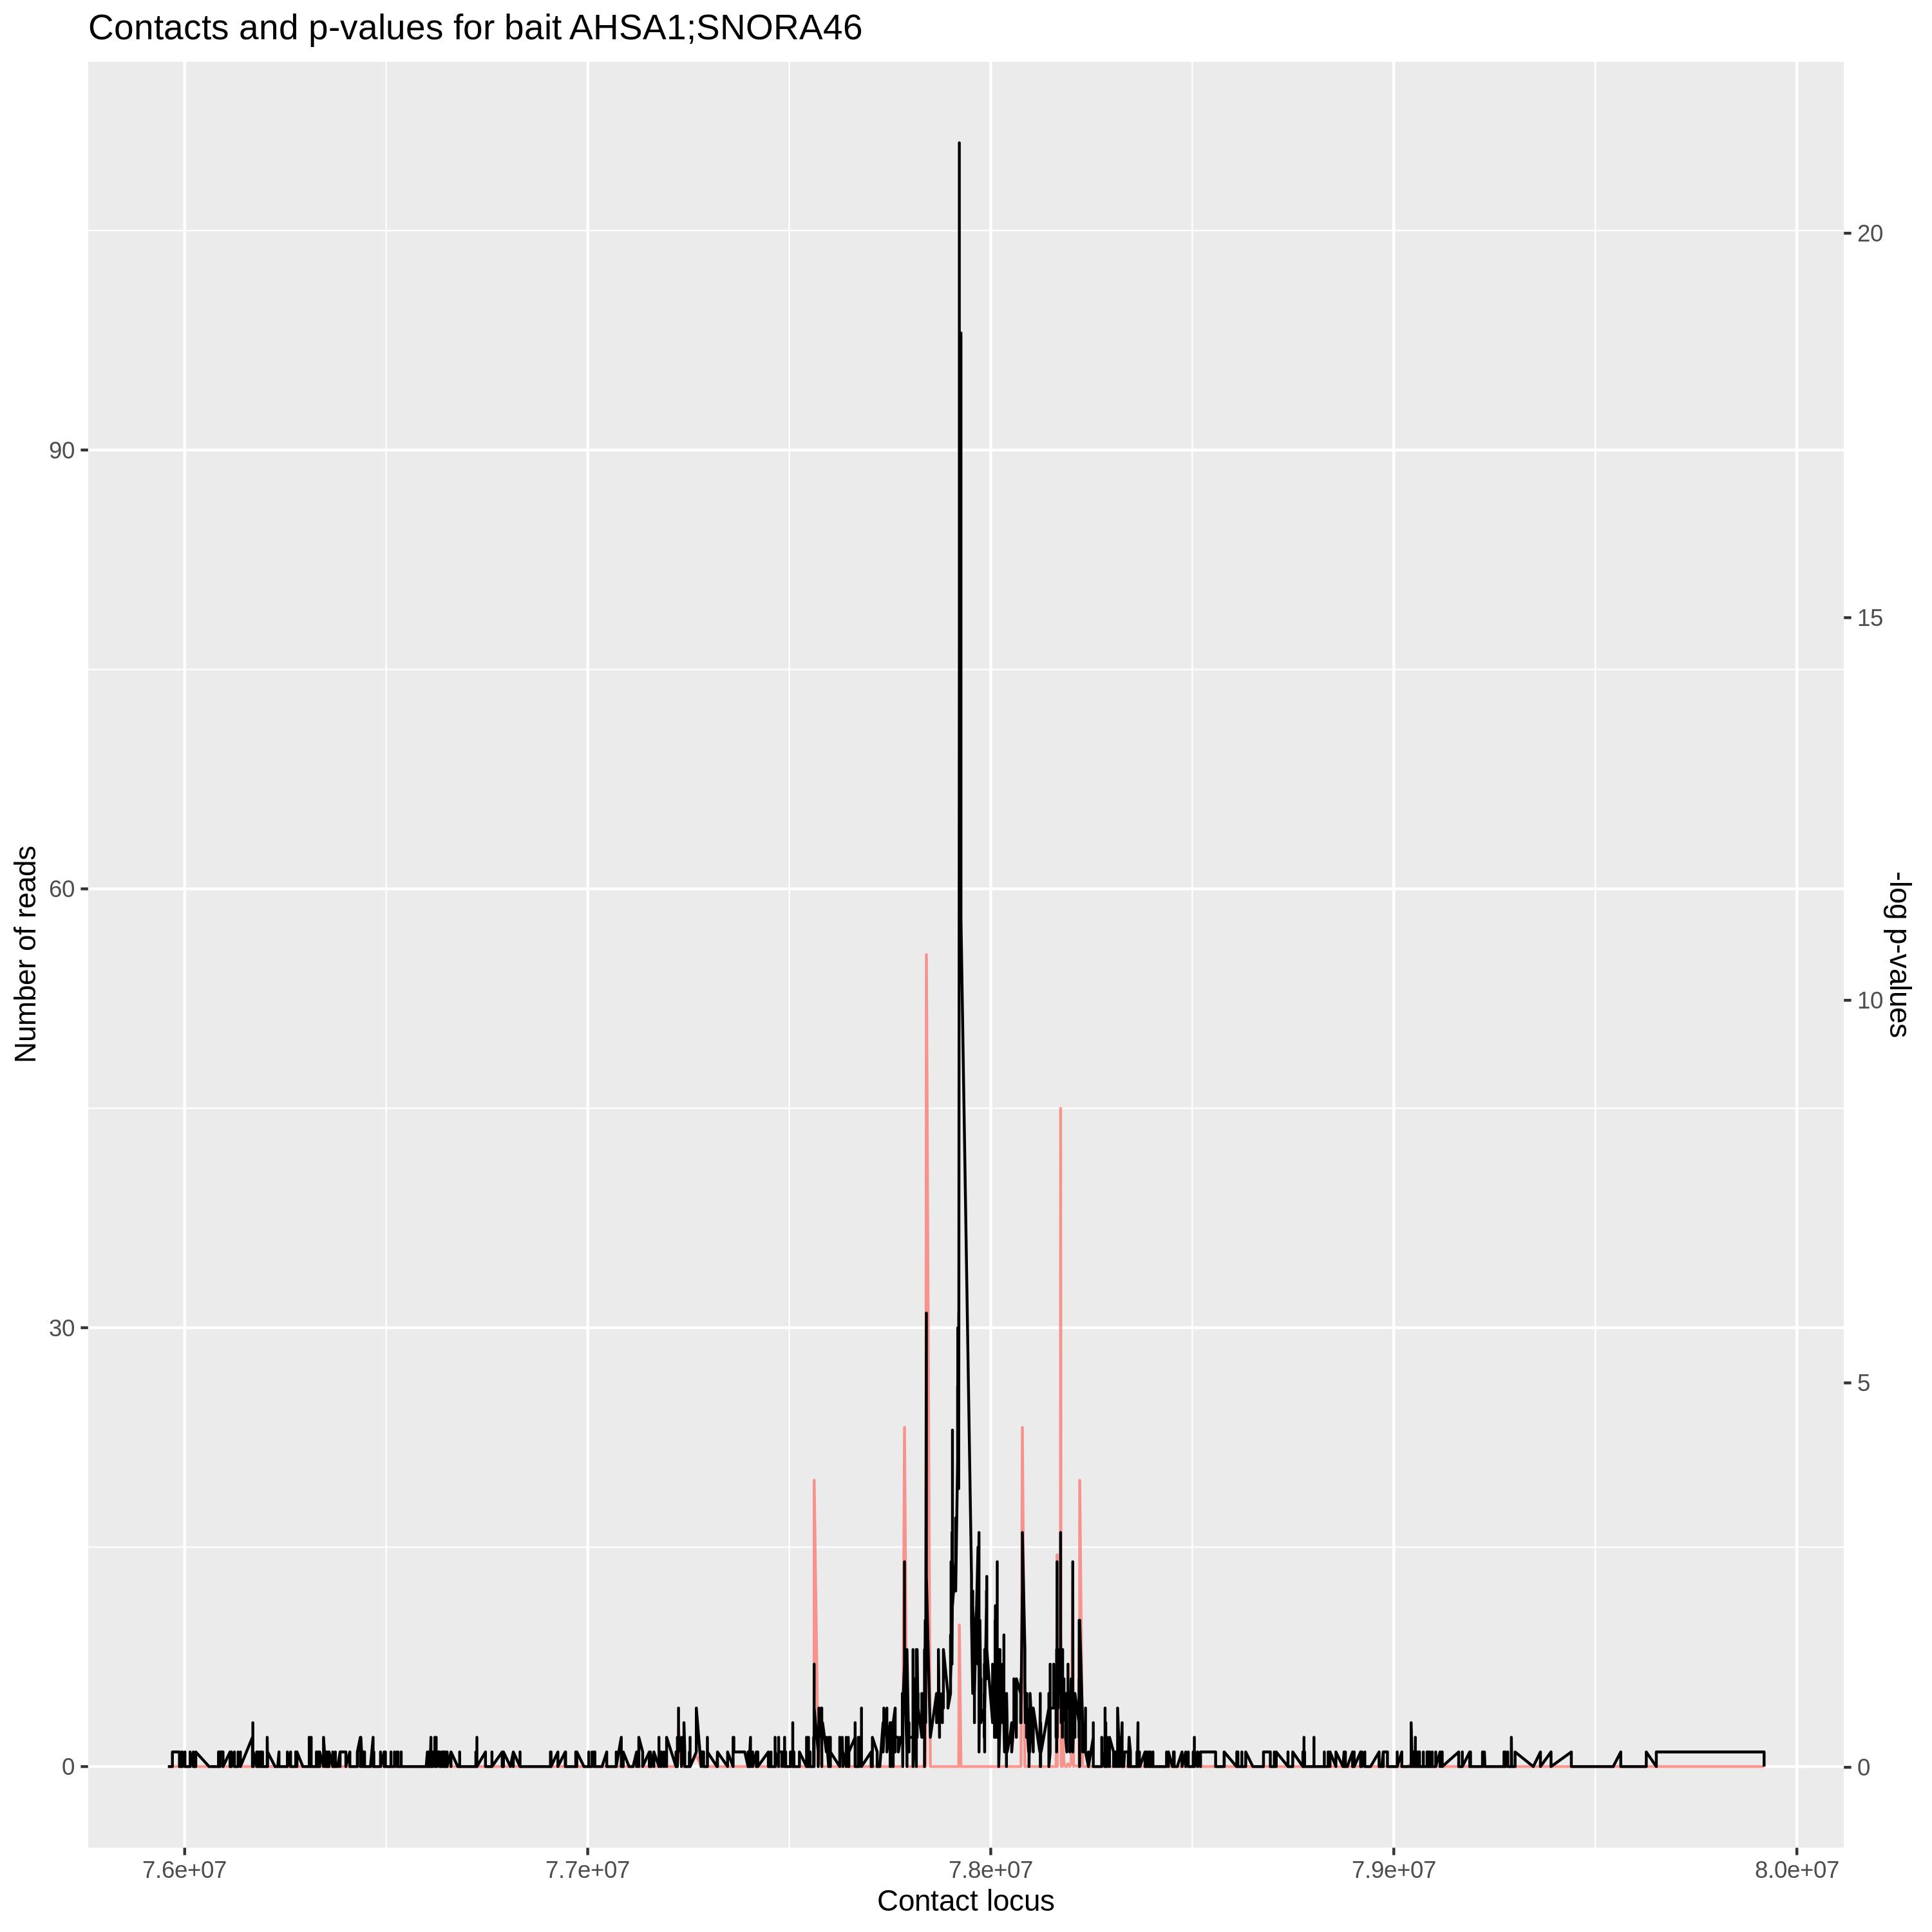 Contacts and p-values for bait AHSA1;SNORA46
Number of reads
90
60
30
0
20
15
10
5
0
-log p-values
7.6e+07
7.7e+07
7.8e+07
7.9e+07
8.0e+07
Contact locus